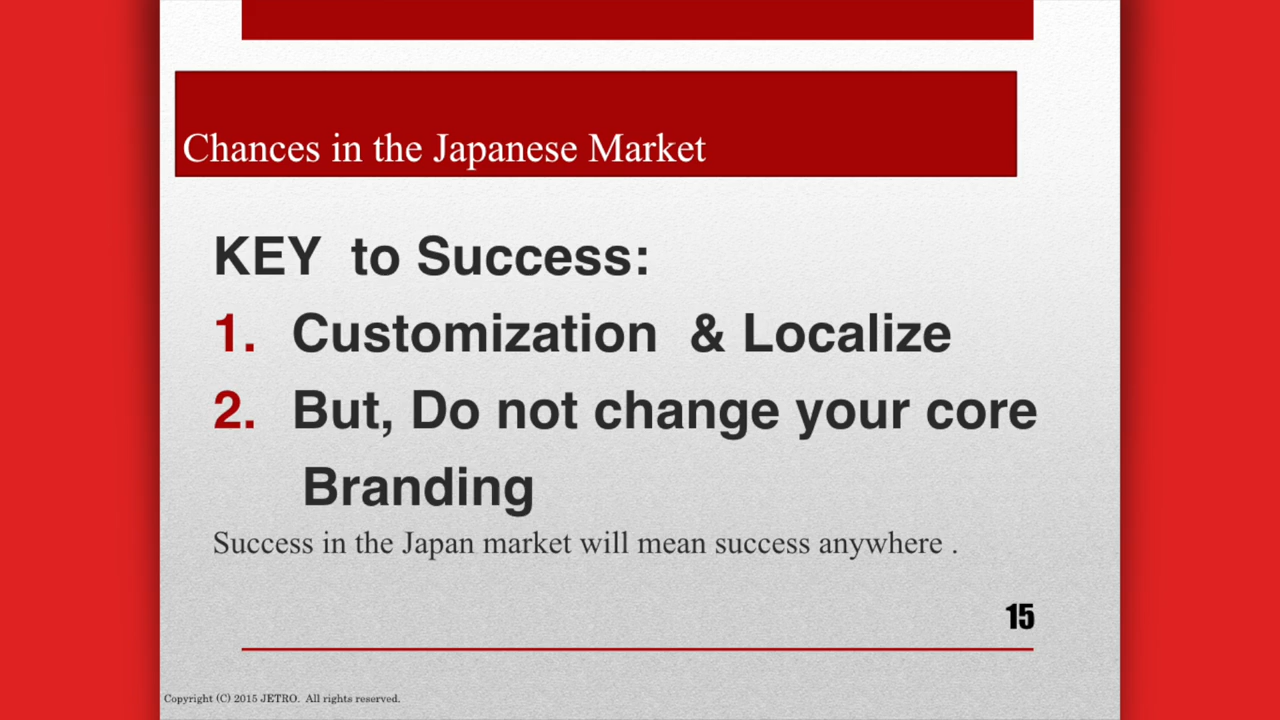 Chances in the Japanese Market
KEY to Success:
1. Customization & Localize
2. But, Do not change your core
Branding
Success in the Japan market will mean success anywhere .
15
Copyright (C) 2015 JETRO. All rights reserved.